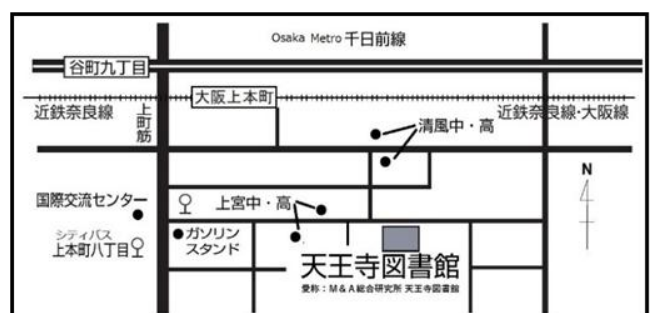 Osaka Metro 千日前線
谷町九丁目
大阪上本町
近鉄奈良線
上町筋
近鉄奈良線・大阪線
清風中・高
N
国際交流センター
上宮中・高
シティバス
上本町八丁目
ガソリン
スタンド
天王寺図書館
愛称：M＆A総合研究所 天王寺図書館